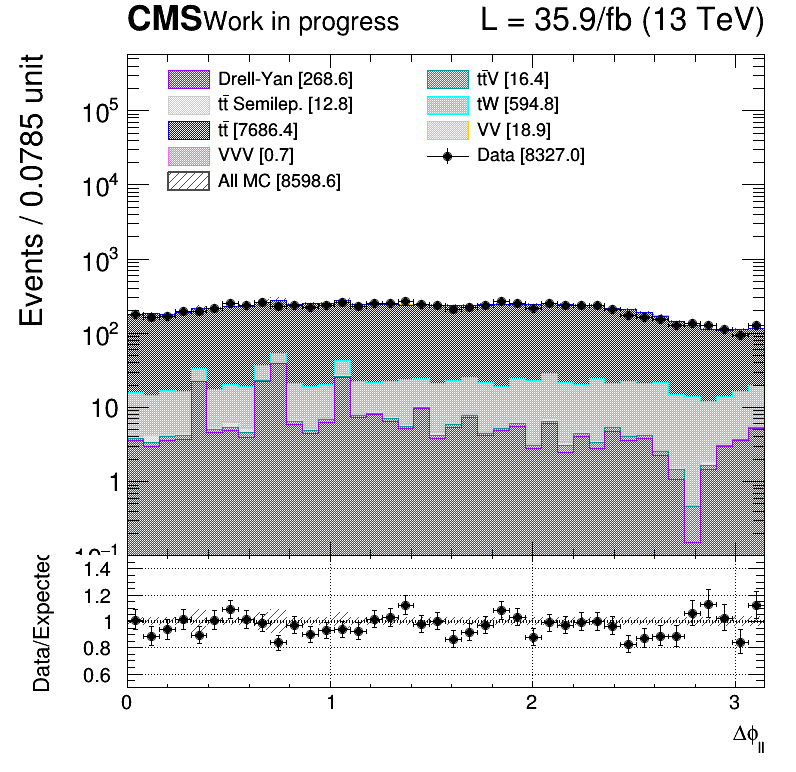 CMS Work in progress L = 35.9/fb (13 TeV)
Events / 0.0785 unit
Drell-Yan [268.6]
tt̄ Semilep. [12.8]
tt̄ [7686.4]
VVV [0.7]
All MC [8598.6]
tt̄V [16.4]
tW [594.8]
VV [18.9]
Data [8327.0]
10⁵
10⁴
10³
10²
10
1
10⁻¹
Data/Expected
1.4
1.2
1
0.8
0.6
0 1 2 3
Δϕ_ll